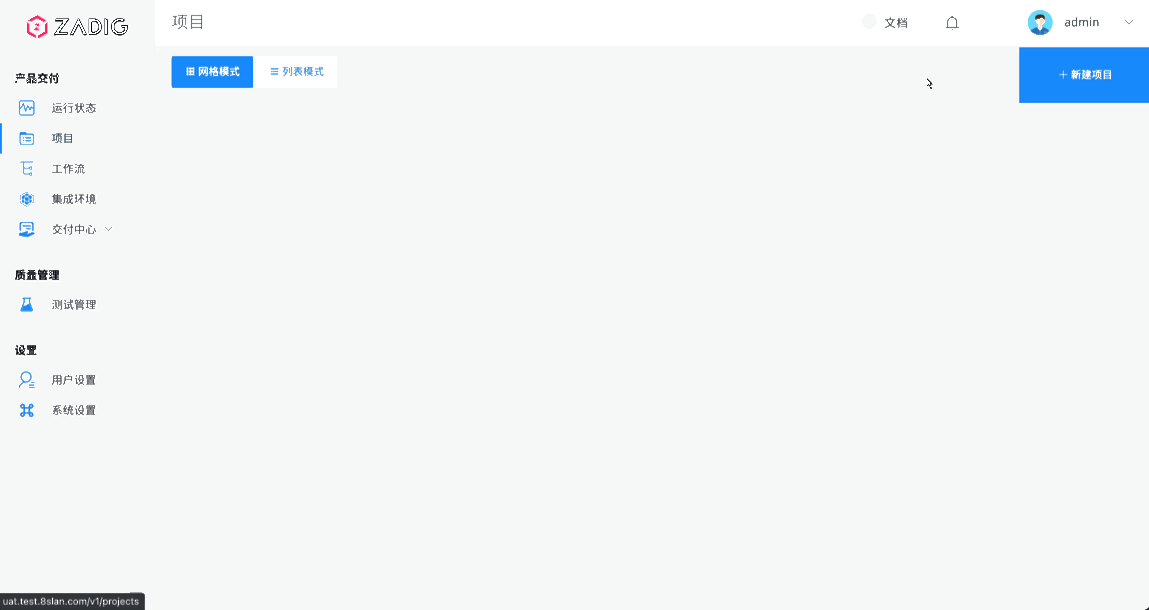 ZADIG
项目
文档
admin
网格模式
列表模式
+ 新建项目
产品交付
运行状态
项目
工作流
集成环境
交付中心
质量管理
测试管理
设置
用户设置
系统设置
uat.test.8slan.com/v1/projects